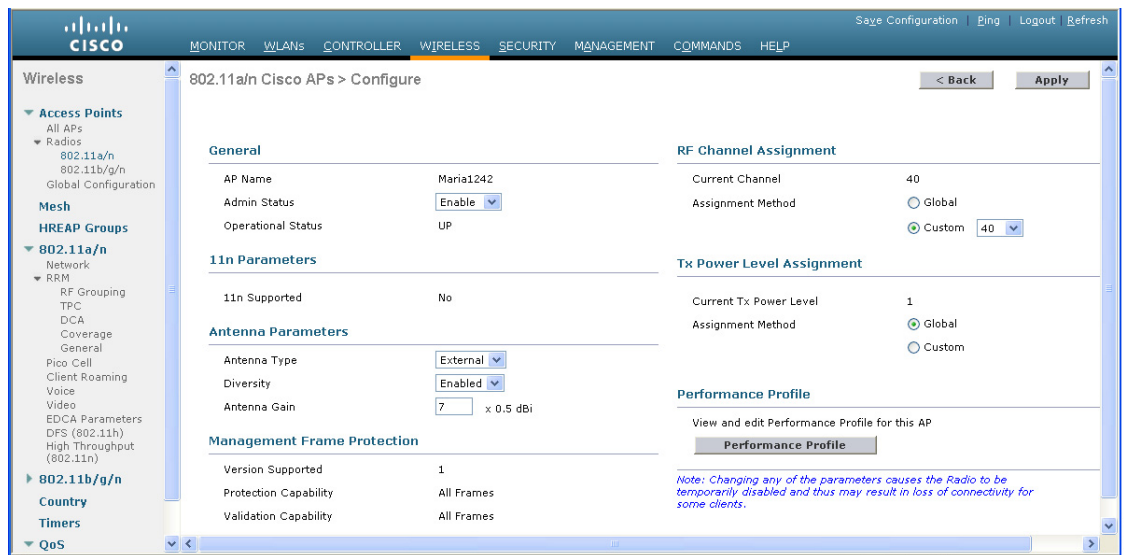 Save Configuration | Ping | Logout | Refresh
CISCO
MONITOR WLANs CONTROLLER WIRELESS SECURITY MANAGEMENT COMMANDS HELP
Wireless
Access Points
All APs
Radios
802.11a/n
802.11b/g/n
Global Configuration
Mesh
HREAP Groups
802.11a/n
Network
RRM
RF Grouping
TPC
DCA
Coverage
General
Pico Cell
Client Roaming
Voice
Video
EDCA Parameters
DFS (802.11h)
High Throughput
(802.11n)
802.11b/g/n
Country
Timers
QoS
802.11a/n Cisco APs > Configure
< Back
Apply
General
AP Name Maria1242
Admin Status Enable
Operational Status UP
11n Parameters
11n Supported No
Antenna Parameters
Antenna Type External
Diversity Enabled
Antenna Gain 7 x 0.5 dBi
Management Frame Protection
Version Supported 1
Protection Capability All Frames
Validation Capability All Frames
RF Channel Assignment
Current Channel 40
Assignment Method Global
Custom 40
Tx Power Level Assignment
Current Tx Power Level 1
Assignment Method Global
Custom
Performance Profile
View and edit Performance Profile for this AP
Performance Profile
Note: Changing any of the parameters causes the Radio to be
temporarily disabled and thus may result in loss of connectivity for
some clients.